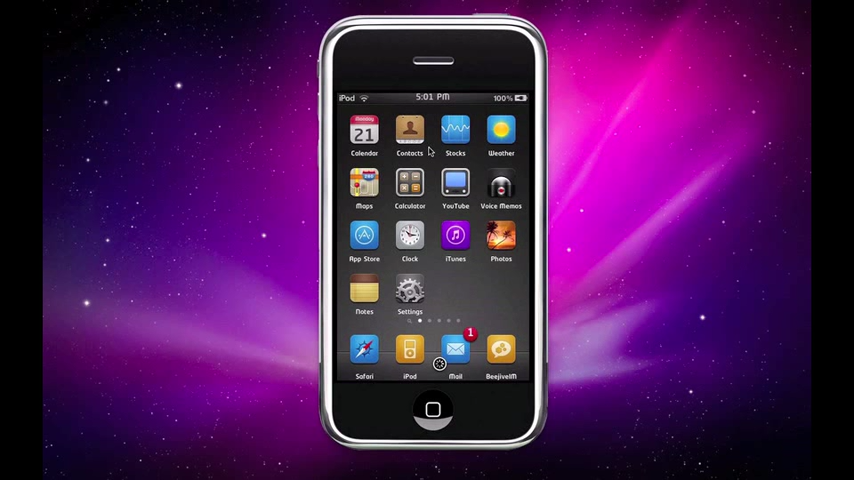 iPod 5:01 PM 100%
Monday
21
Calendar Contacts Stocks Weather
280
Maps Calculator YouTube Voice Memos
App Store Clock iTunes Photos
Notes Settings
1
Safari iPod Mail BeejiveIM